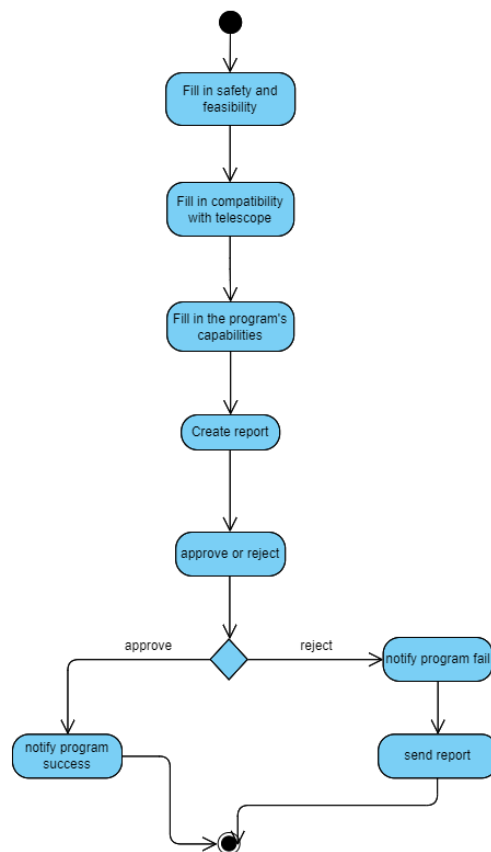 Fill in safety and
feasibility
Fill in compatibility
with telescope
Fill in the program's
capabilities
Create report
approve or reject
approve
reject
notify program fail
notify program
success
send report